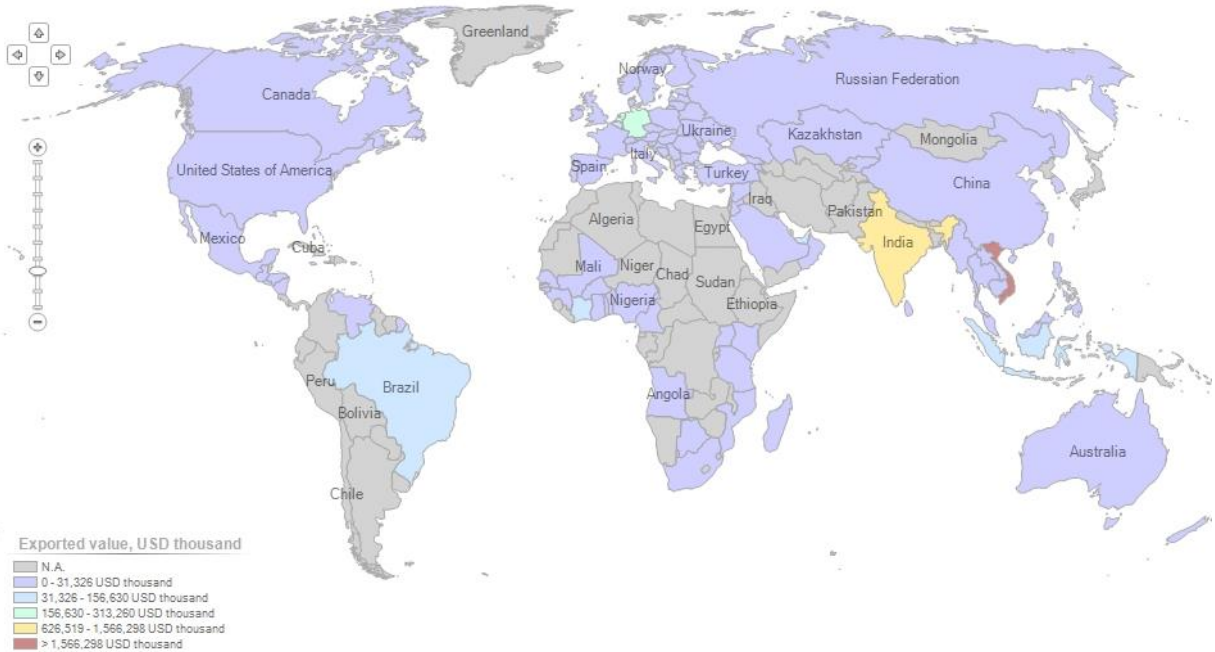 Greenland
Norway
Russian Federation
Canada
Ukraine
Kazakhstan
Mongolia
Italy
Spain
Turkey
United States of America
China
Iraq
Pakistan
Algeria
Egypt
Mexico
Cuba
India
Mali
Niger
Chad
Sudan
Nigeria
Ethiopia
Peru
Brazil
Angola
Bolivia
Australia
Chile
Exported value, USD thousand
N.A.
0 - 31,326 USD thousand
31,326 - 156,630 USD thousand
156,630 - 313,260 USD thousand
626,519 - 1,566,298 USD thousand
> 1,566,298 USD thousand